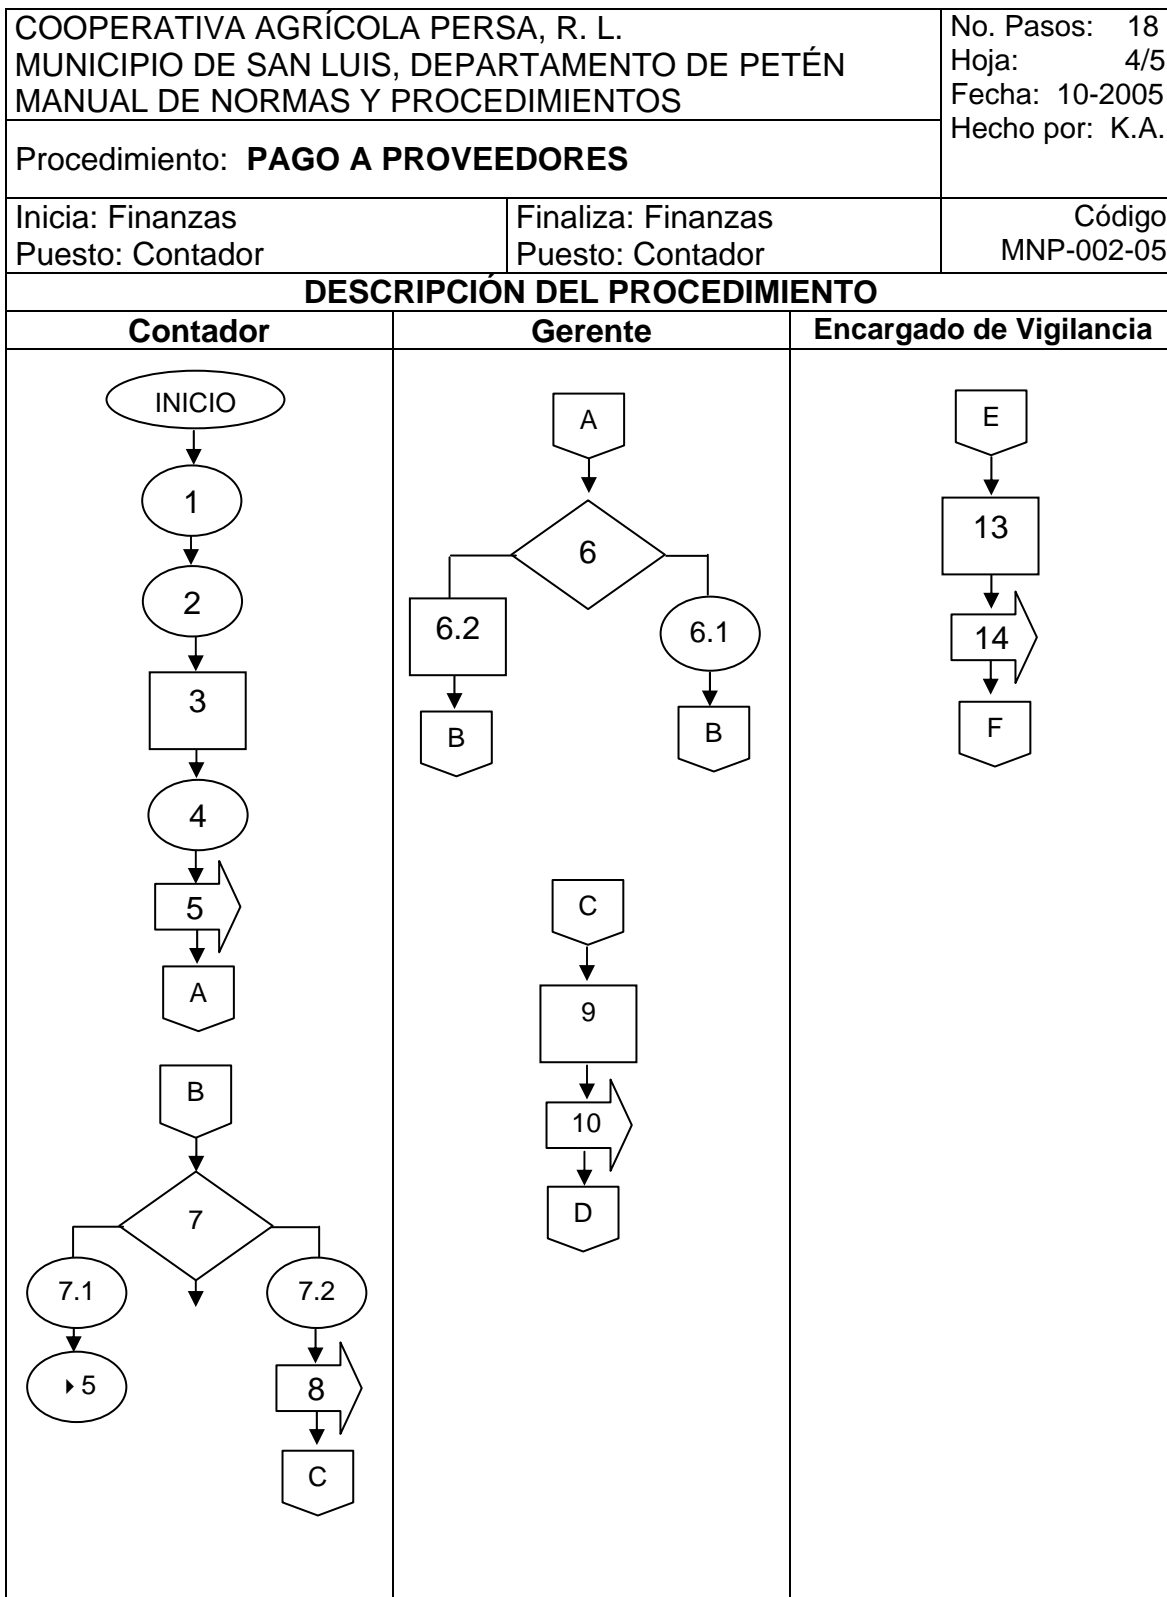 COOPERATIVA AGRÍCOLA PERSA, R. L.
MUNICIPIO DE SAN LUIS, DEPARTAMENTO DE PETÉN
MANUAL DE NORMAS Y PROCEDIMIENTOS
No. Pasos: 18
Hoja: 4/5
Fecha: 10-2005
Hecho por: K.A.
Procedimiento: PAGO A PROVEEDORES
Inicia: Finanzas
Puesto: Contador
Finaliza: Finanzas
Puesto: Contador
Código
MNP-002-05
DESCRIPCIÓN DEL PROCEDIMIENTO
Contador
INICIO
1
2
3
4
5
A
B
7
7.1
7.2
5
8
C
Gerente
A
6
6.2
6.1
B
B
C
9
10
D
Encargado de Vigilancia
E
13
14
F